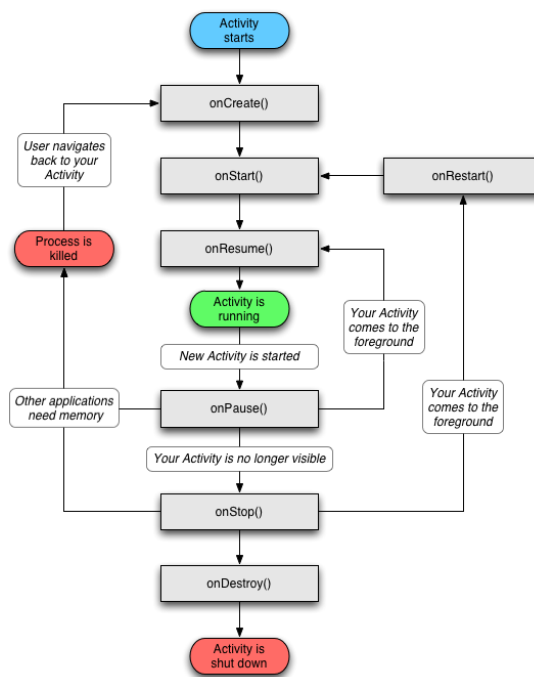 Activity
starts
onCreate()
User navigates
back to your
Activity
onStart()
onRestart()
Process is
killed
onResume()
Activity is
running
Your Activity
comes to the
foreground
New Activity is started
Other applications
need memory
onPause()
Your Activity
comes to the
foreground
Your Activity is no longer visible
onStop()
onDestroy()
Activity is
shut down